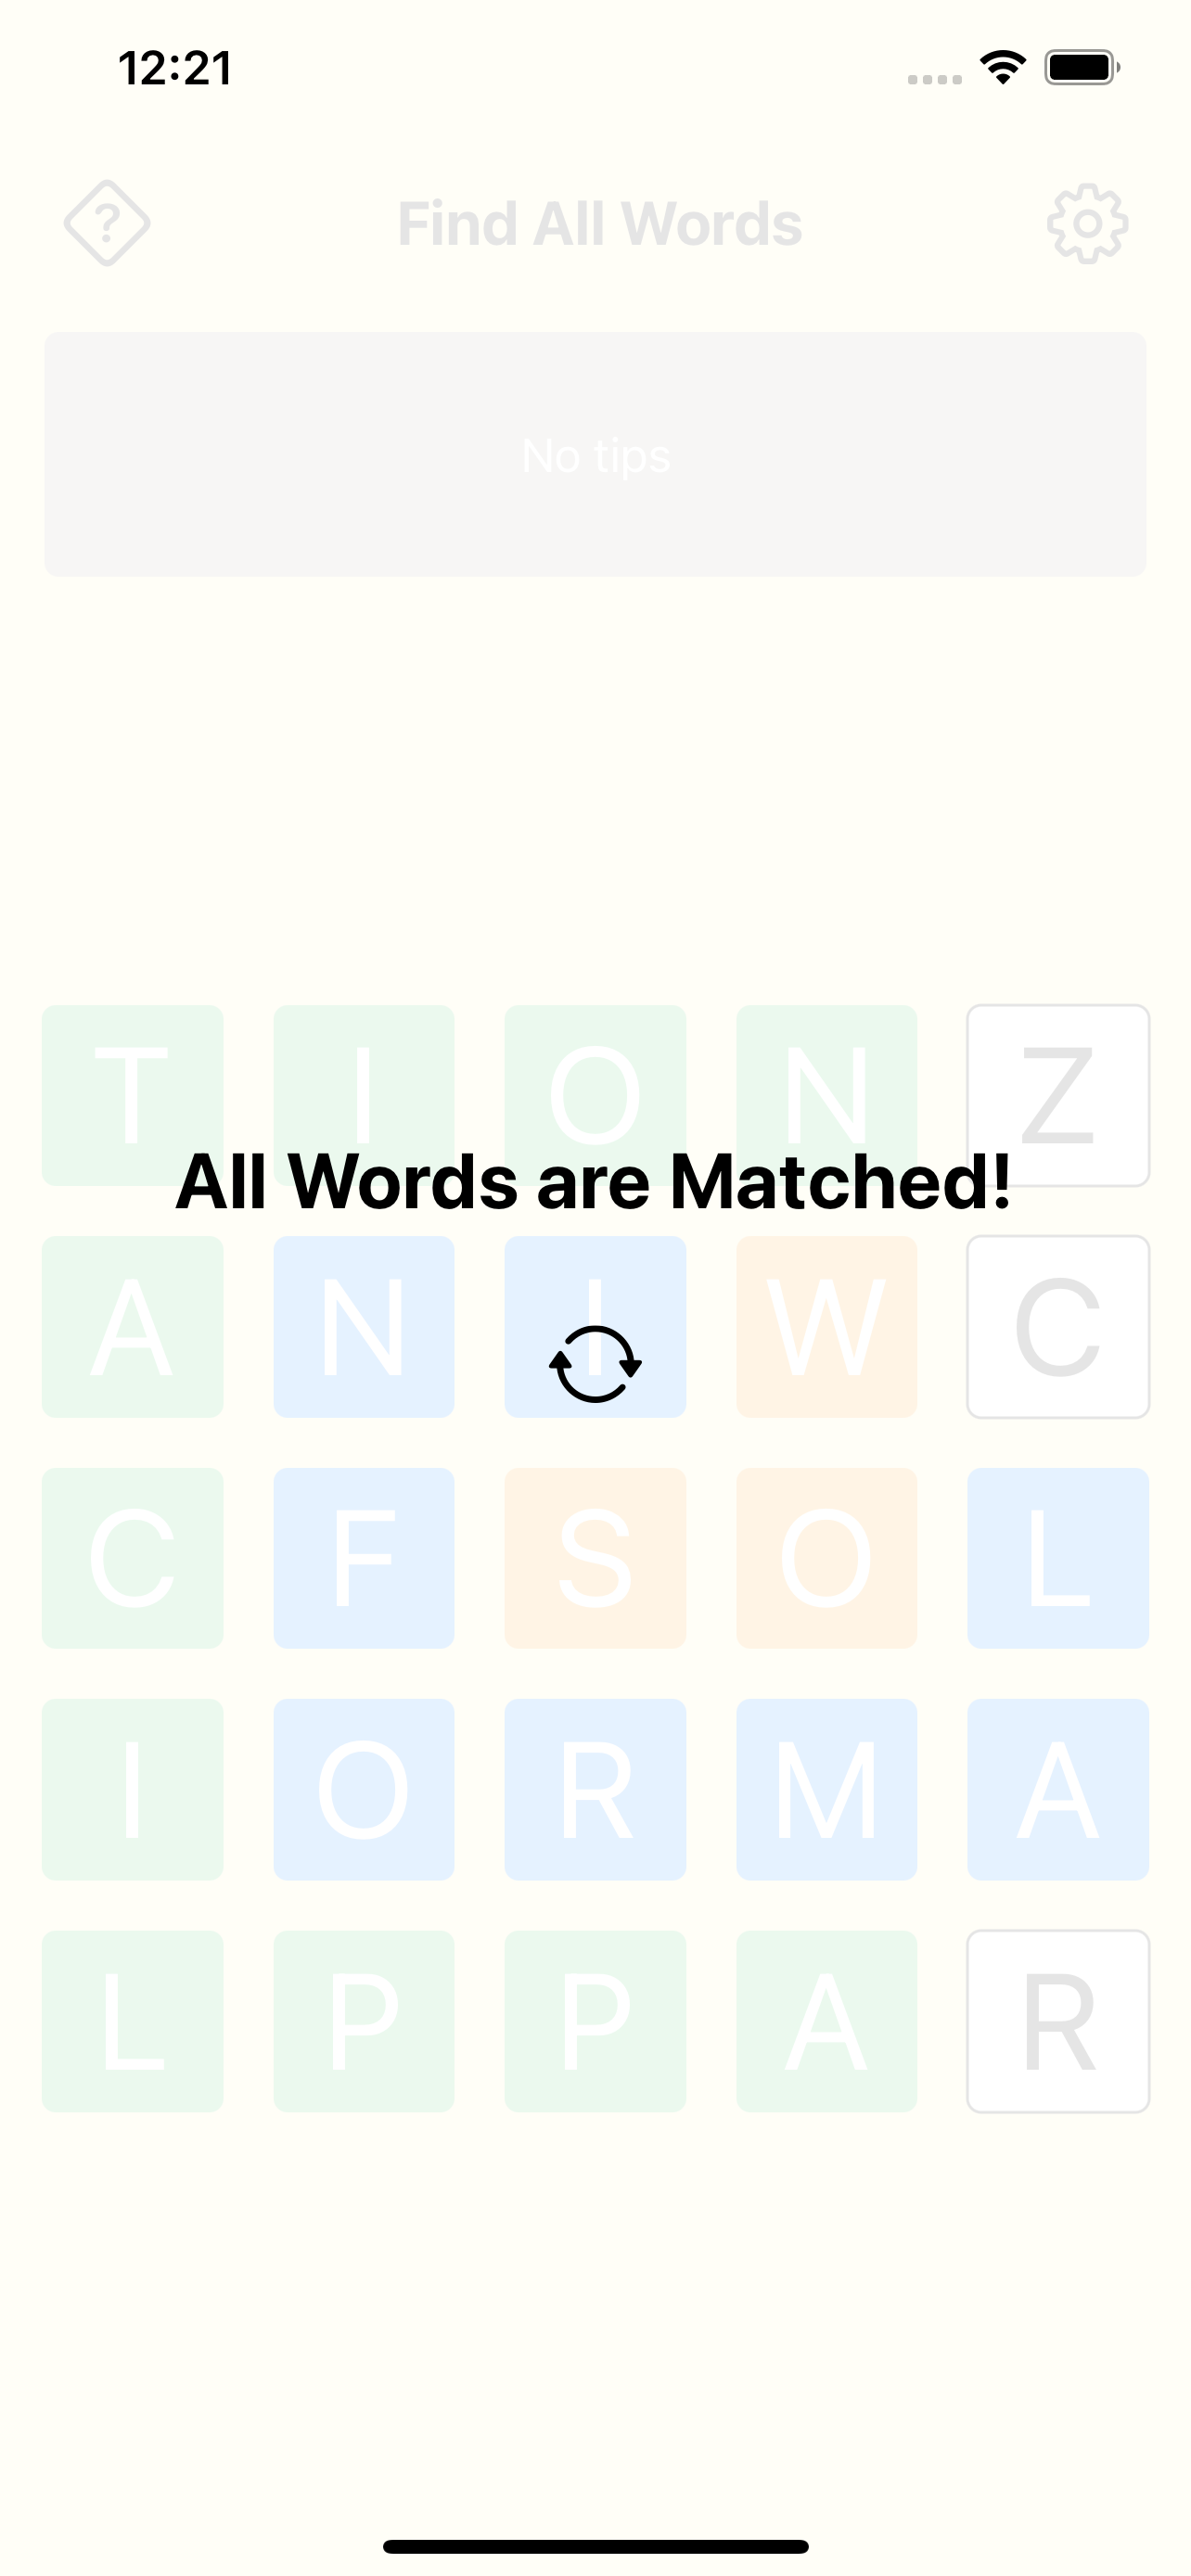 12:21
Find All Words
No tips
T I O N Z
All Words are Matched!
A N I W C
C F S O L
I O R M A
L P P A R